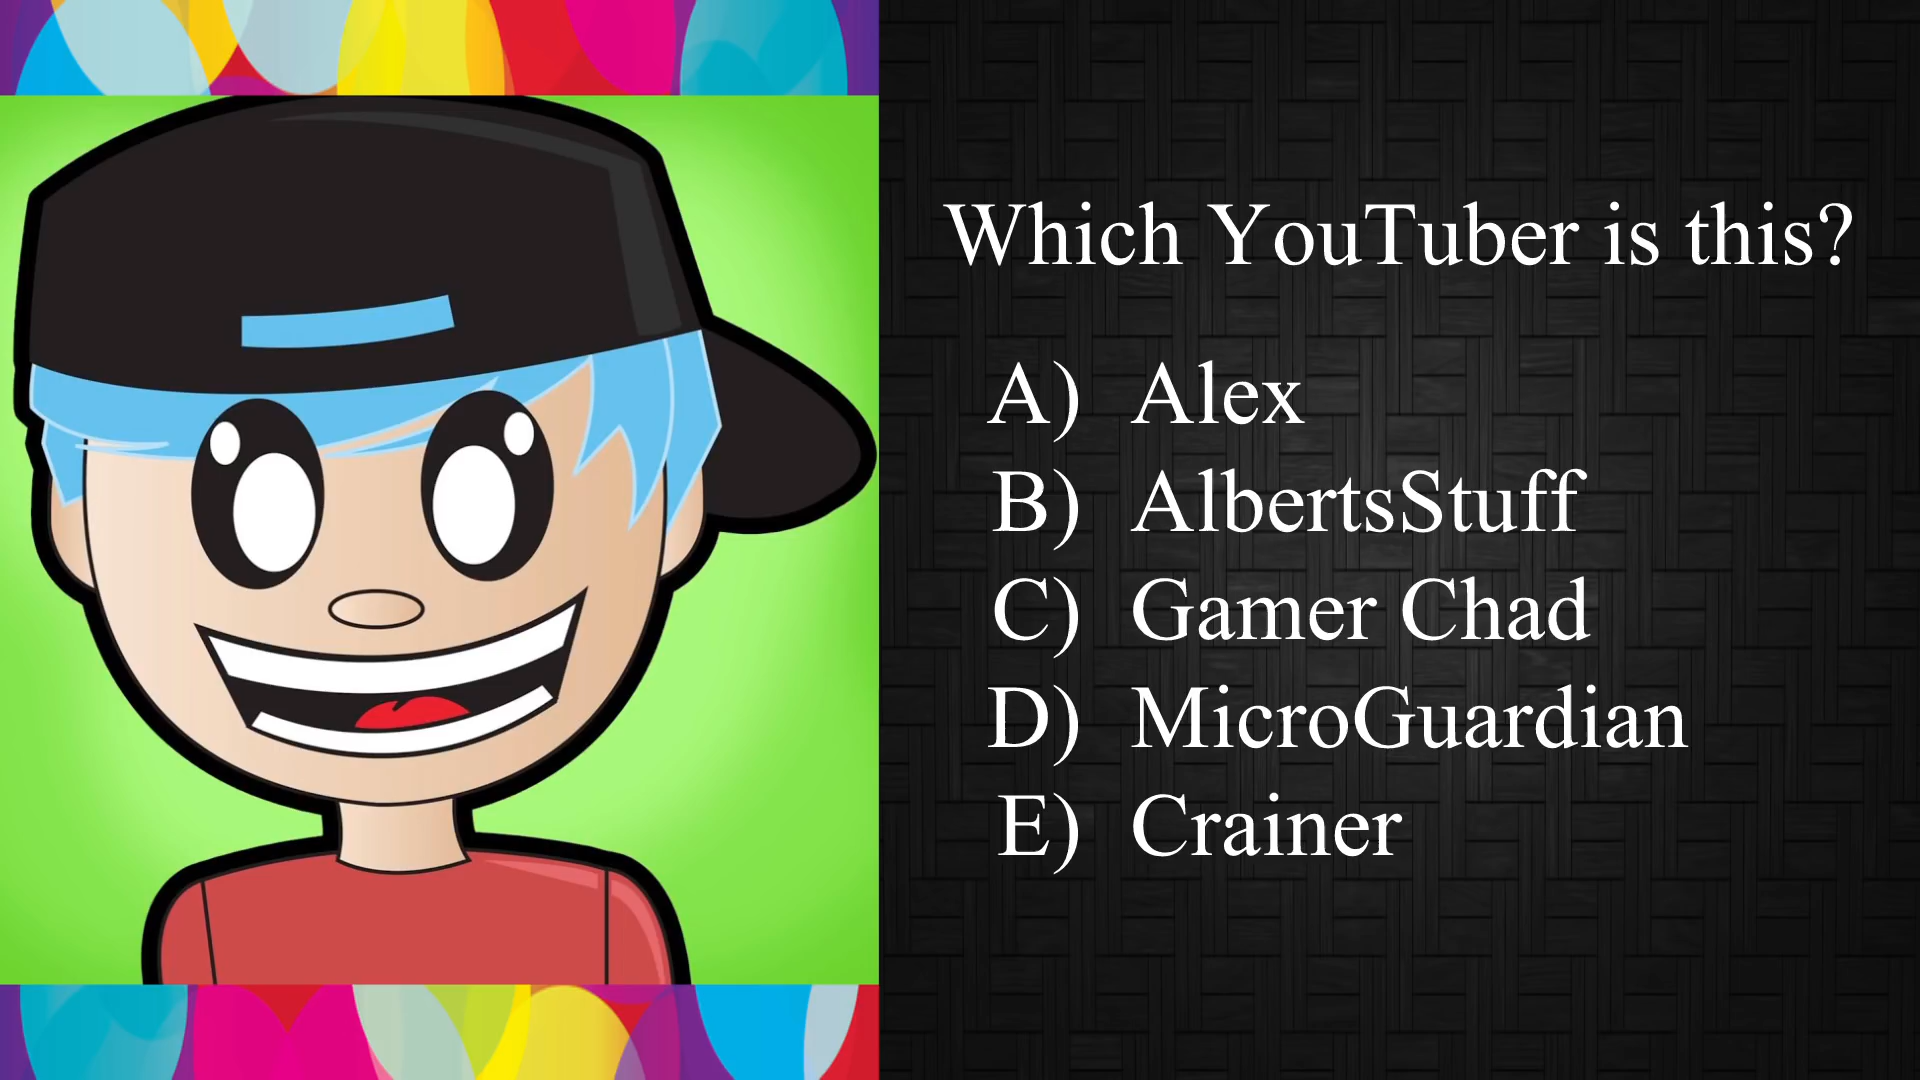 Which YouTuber is this?
A) Alex
B) AlbertsStuff
C) Gamer Chad
D) MicroGuardian
E) Crainer